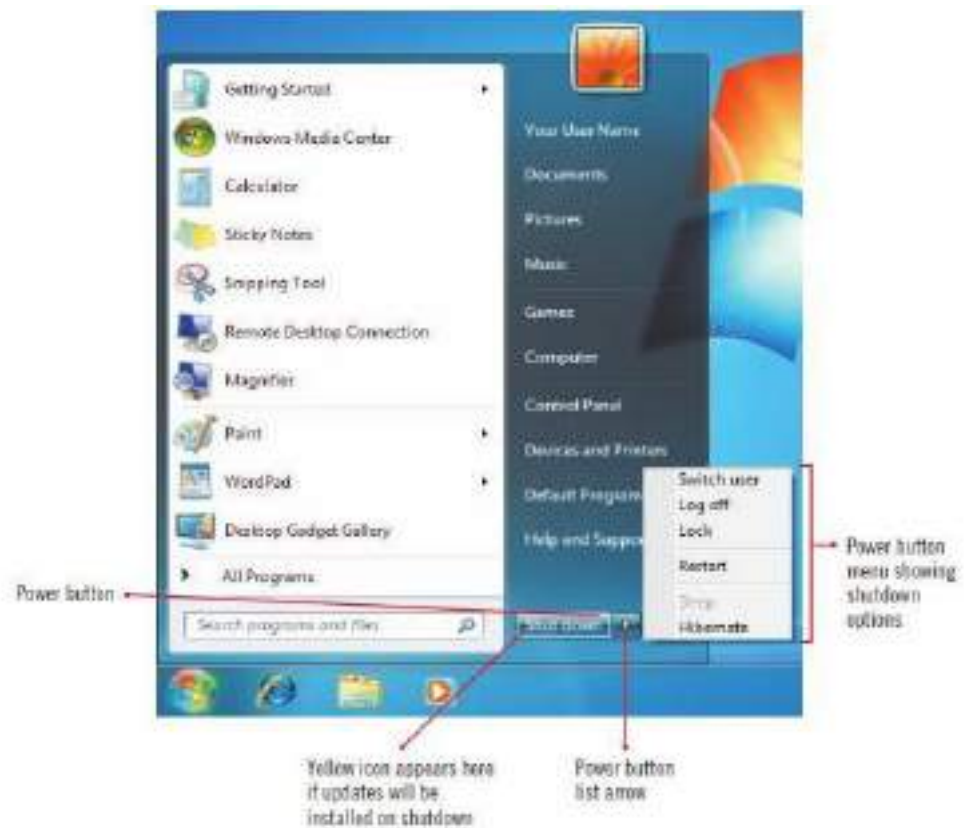 Getting Started
Windows Media Center
Calculator
Sticky Notes
Snipping Tool
Remote Desktop Connection
Magnifier
Paint
WordPad
Desktop Gadget Gallery
All Programs
Search programs and files
Your User Name
Documents
Pictures
Music
Games
Computer
Control Panel
Devices and Printers
Default Program
Help and Suppor
Shut down
Switch user
Log off
Lock
Restart
Sleep
Hibernate
Power button
Power button
menu showing
shutdown
options
Yellow icon appears here
if updates will be
installed on shutdown
Power button
list arrow